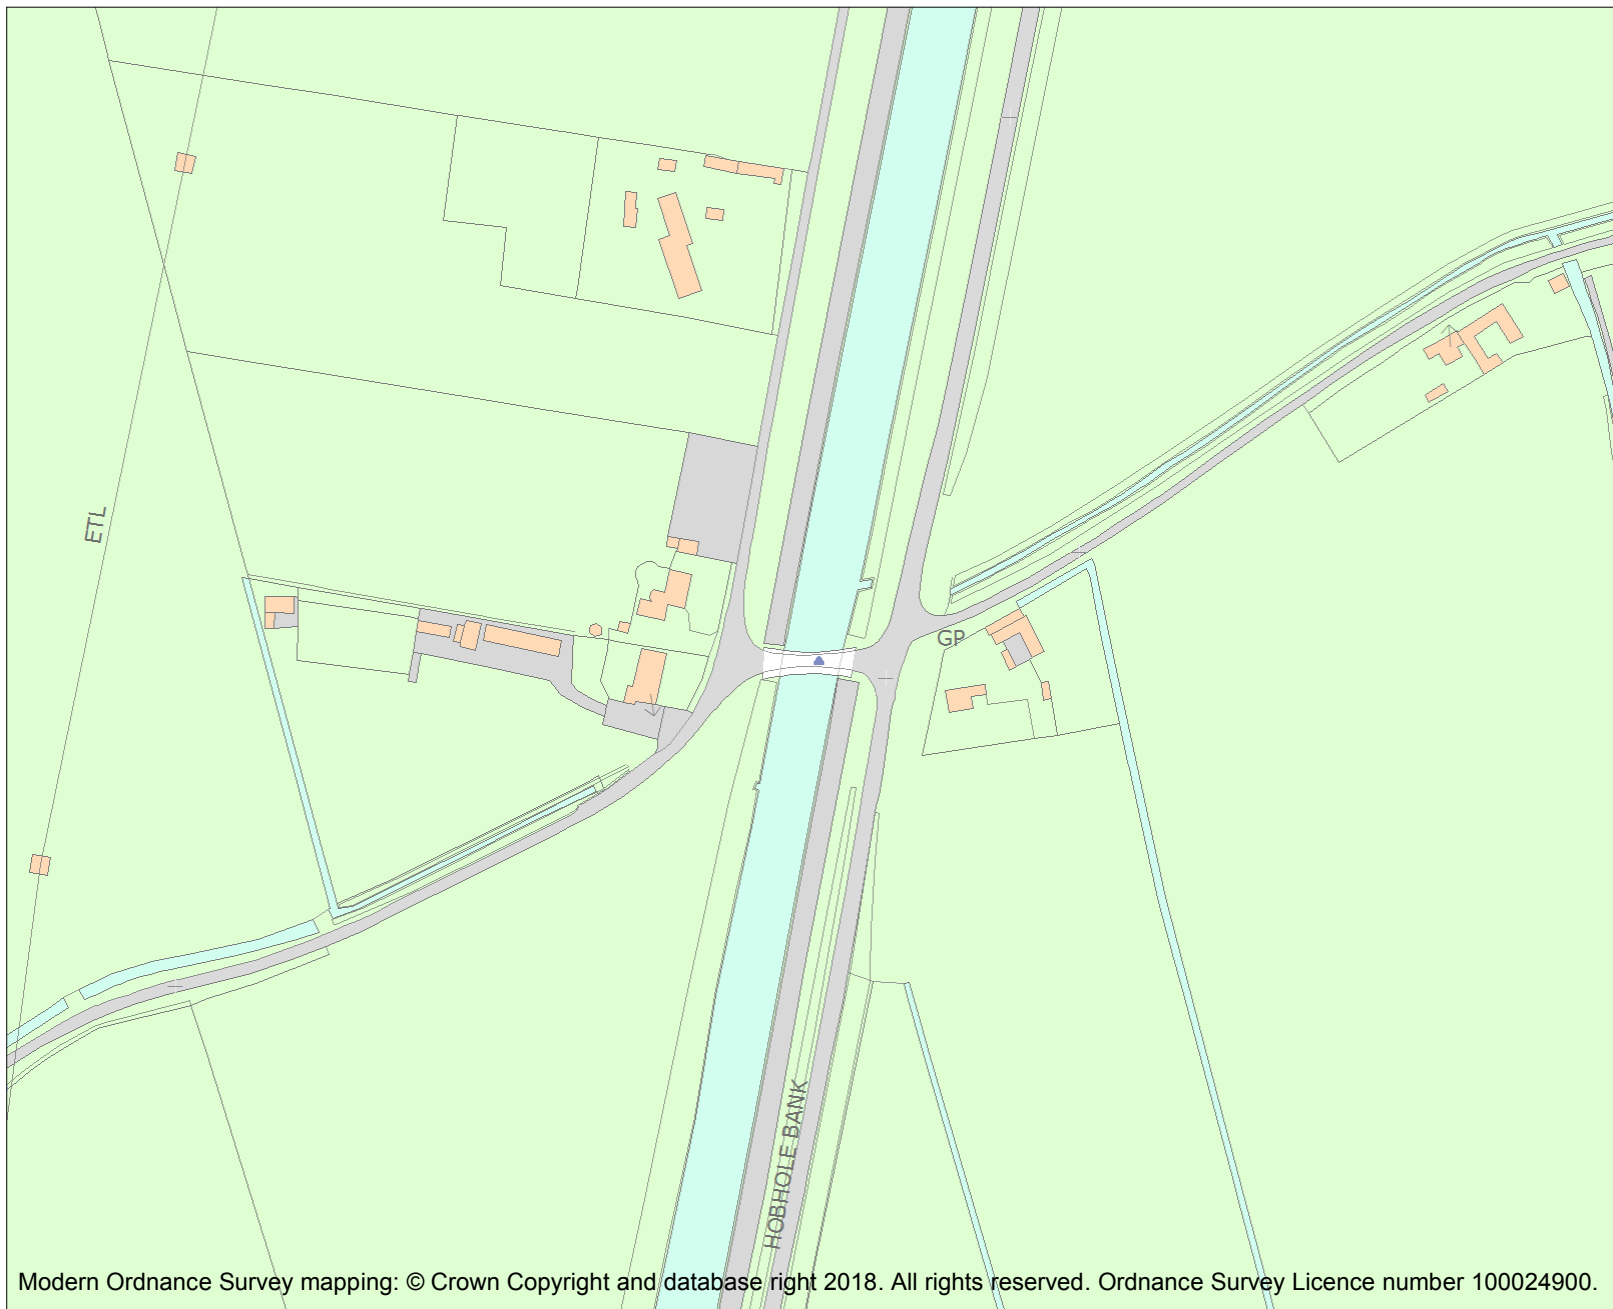 ETL
GP
HOBHOLE BANK
Modern Ordnance Survey mapping: © Crown Copyright and database right 2018. All rights reserved. Ordnance Survey Licence number 100024900.